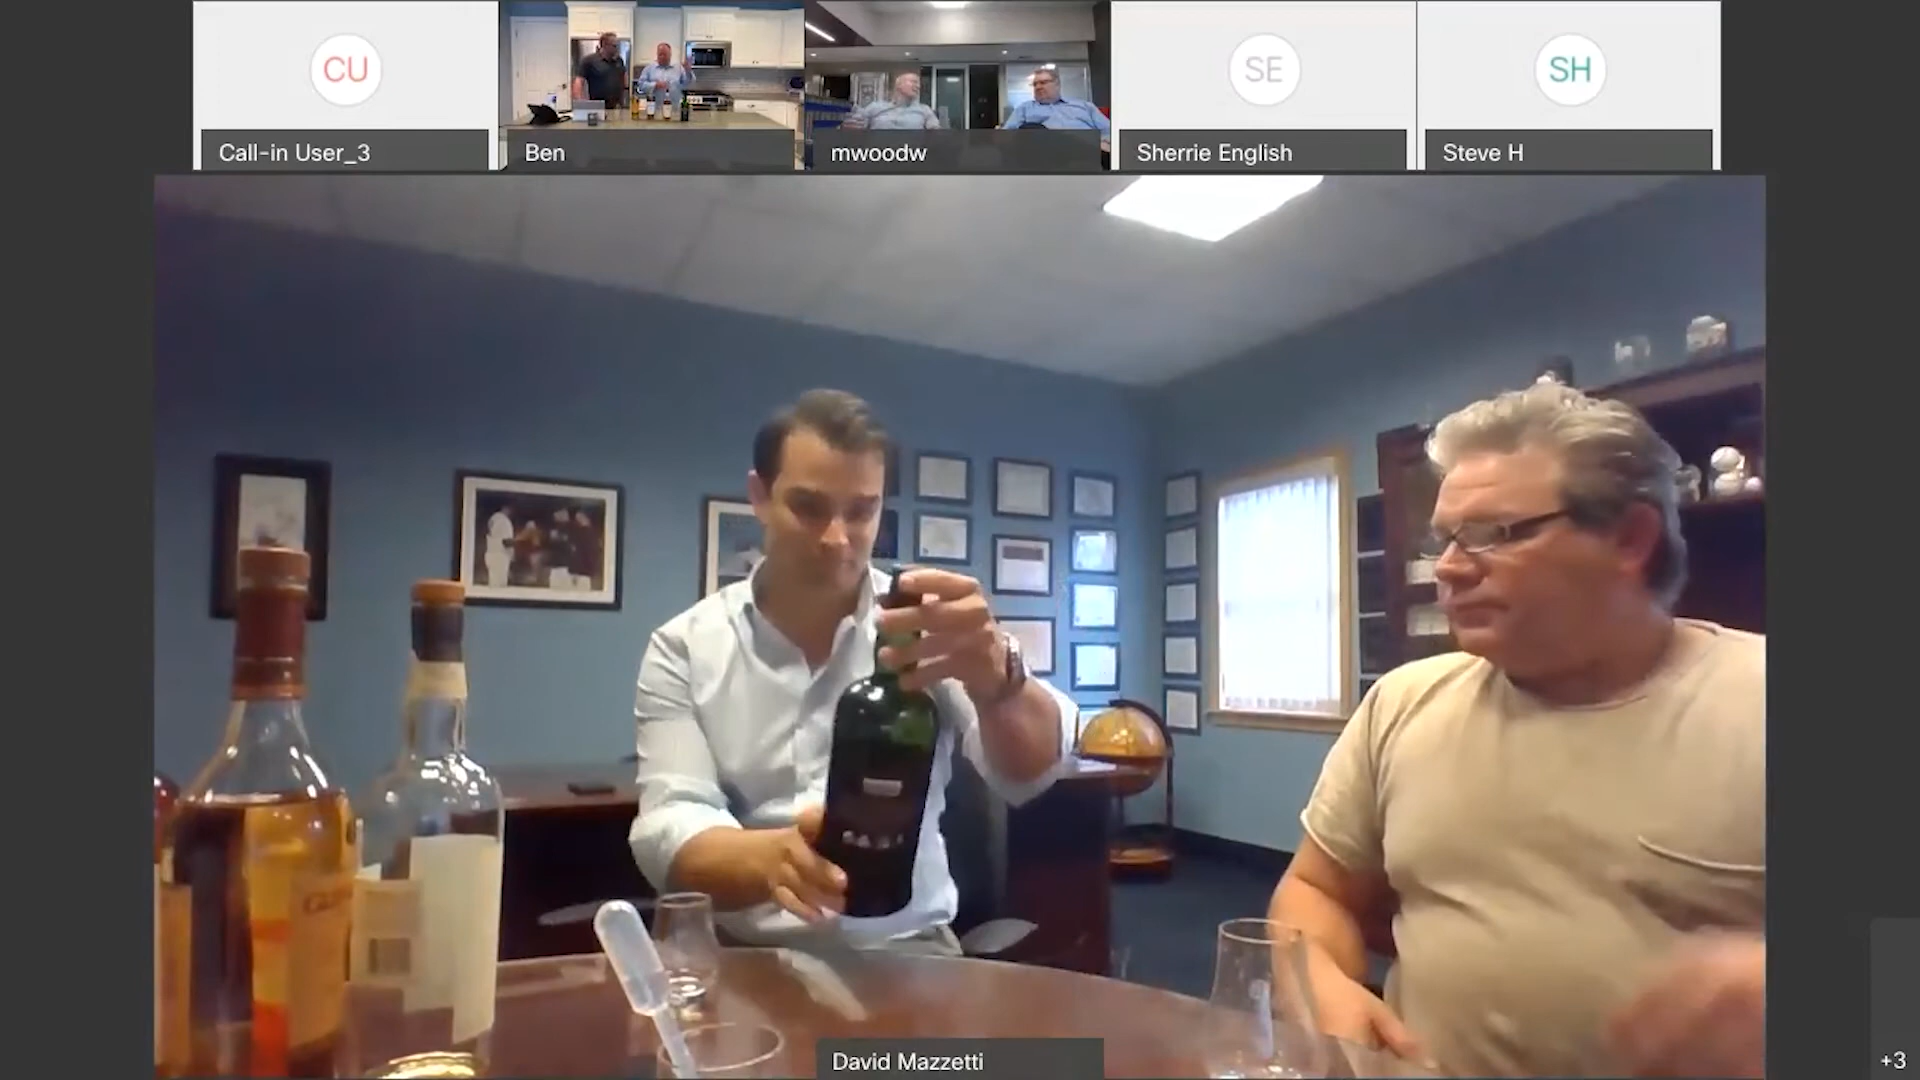 CU
SE
SH
Call-in User_3
Ben
mwoodw
Sherrie English
Steve H
David Mazzetti
+3